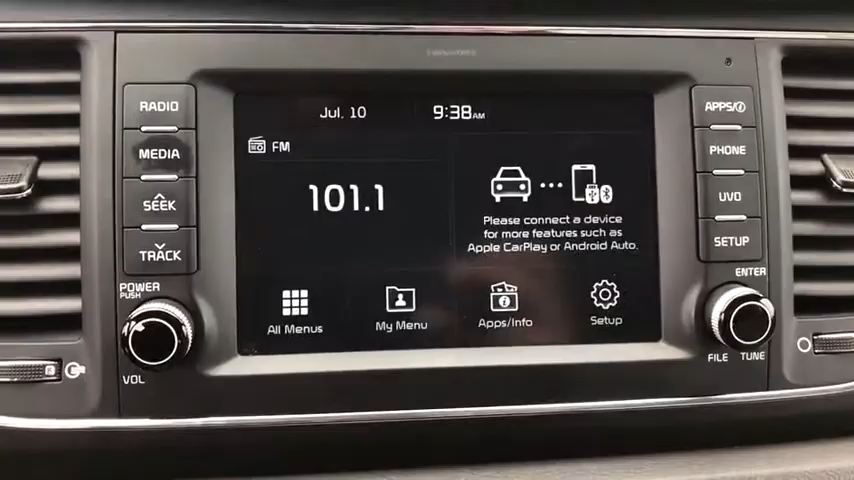 SiriusXM
RADIO
MEDIA
SEEK
TRACK
POWER
PUSH
VOL
Jul. 10
9:38AM
FM
101.1
Please connect a device
for more features such as
Apple CarPlay or Android Auto.
All Menus
My Menu
Apps/Info
Setup
APPS/i
PHONE
UVO
SETUP
ENTER
FILE
TUNE